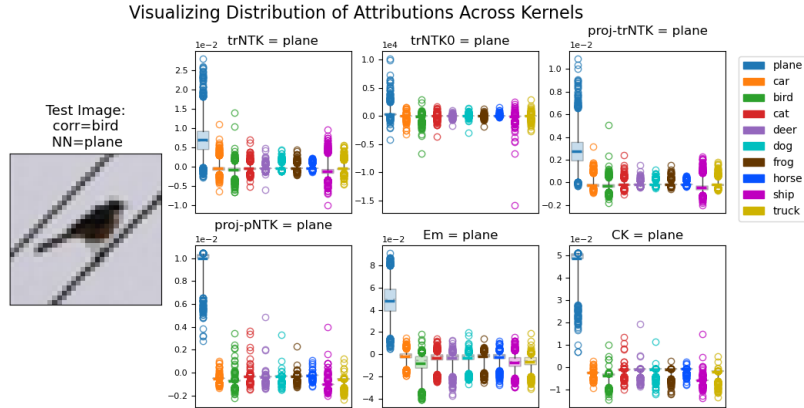 Visualizing Distribution of Attributions Across Kernels
Test Image:
corr=bird
NN=plane
trNTK = plane
1e−2
2.5
2.0
1.5
1.0
0.5
0.0
−0.5
−1.0
trNTK0 = plane
1e4
1.0
0.5
0.0
−0.5
−1.0
−1.5
proj-trNTK = plane
1e−2
1.0
0.8
0.6
0.4
0.2
0.0
−0.2
plane
car
bird
cat
deer
dog
frog
horse
ship
truck
proj-pNTK = plane
1e−2
1.0
0.8
0.6
0.4
0.2
0.0
−0.2
Em = plane
1e−2
8
6
4
2
0
−2
−4
CK = plane
1e−2
5
4
3
2
1
0
−1
−2